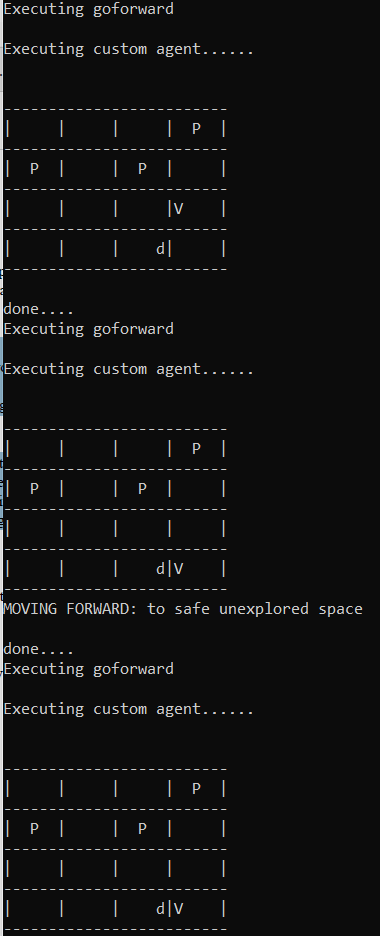 Executing goforward
Executing custom agent......
-------------------------
|     |     |     |  P  |
-------------------------
|  P  |     |  P  |     |
-------------------------
|     |     |     |V    |
-------------------------
|     |     |    d|     |
-------------------------
done....
Executing goforward
Executing custom agent......
-------------------------
|     |     |     |  P  |
-------------------------
|  P  |     |  P  |     |
-------------------------
|     |     |     |     |
-------------------------
|     |     |    d|V    |
-------------------------
MOVING FORWARD: to safe unexplored space
done....
Executing goforward
Executing custom agent......
-------------------------
|     |     |     |  P  |
-------------------------
|  P  |     |  P  |     |
-------------------------
|     |     |     |     |
-------------------------
|     |     |    d|V    |
-------------------------